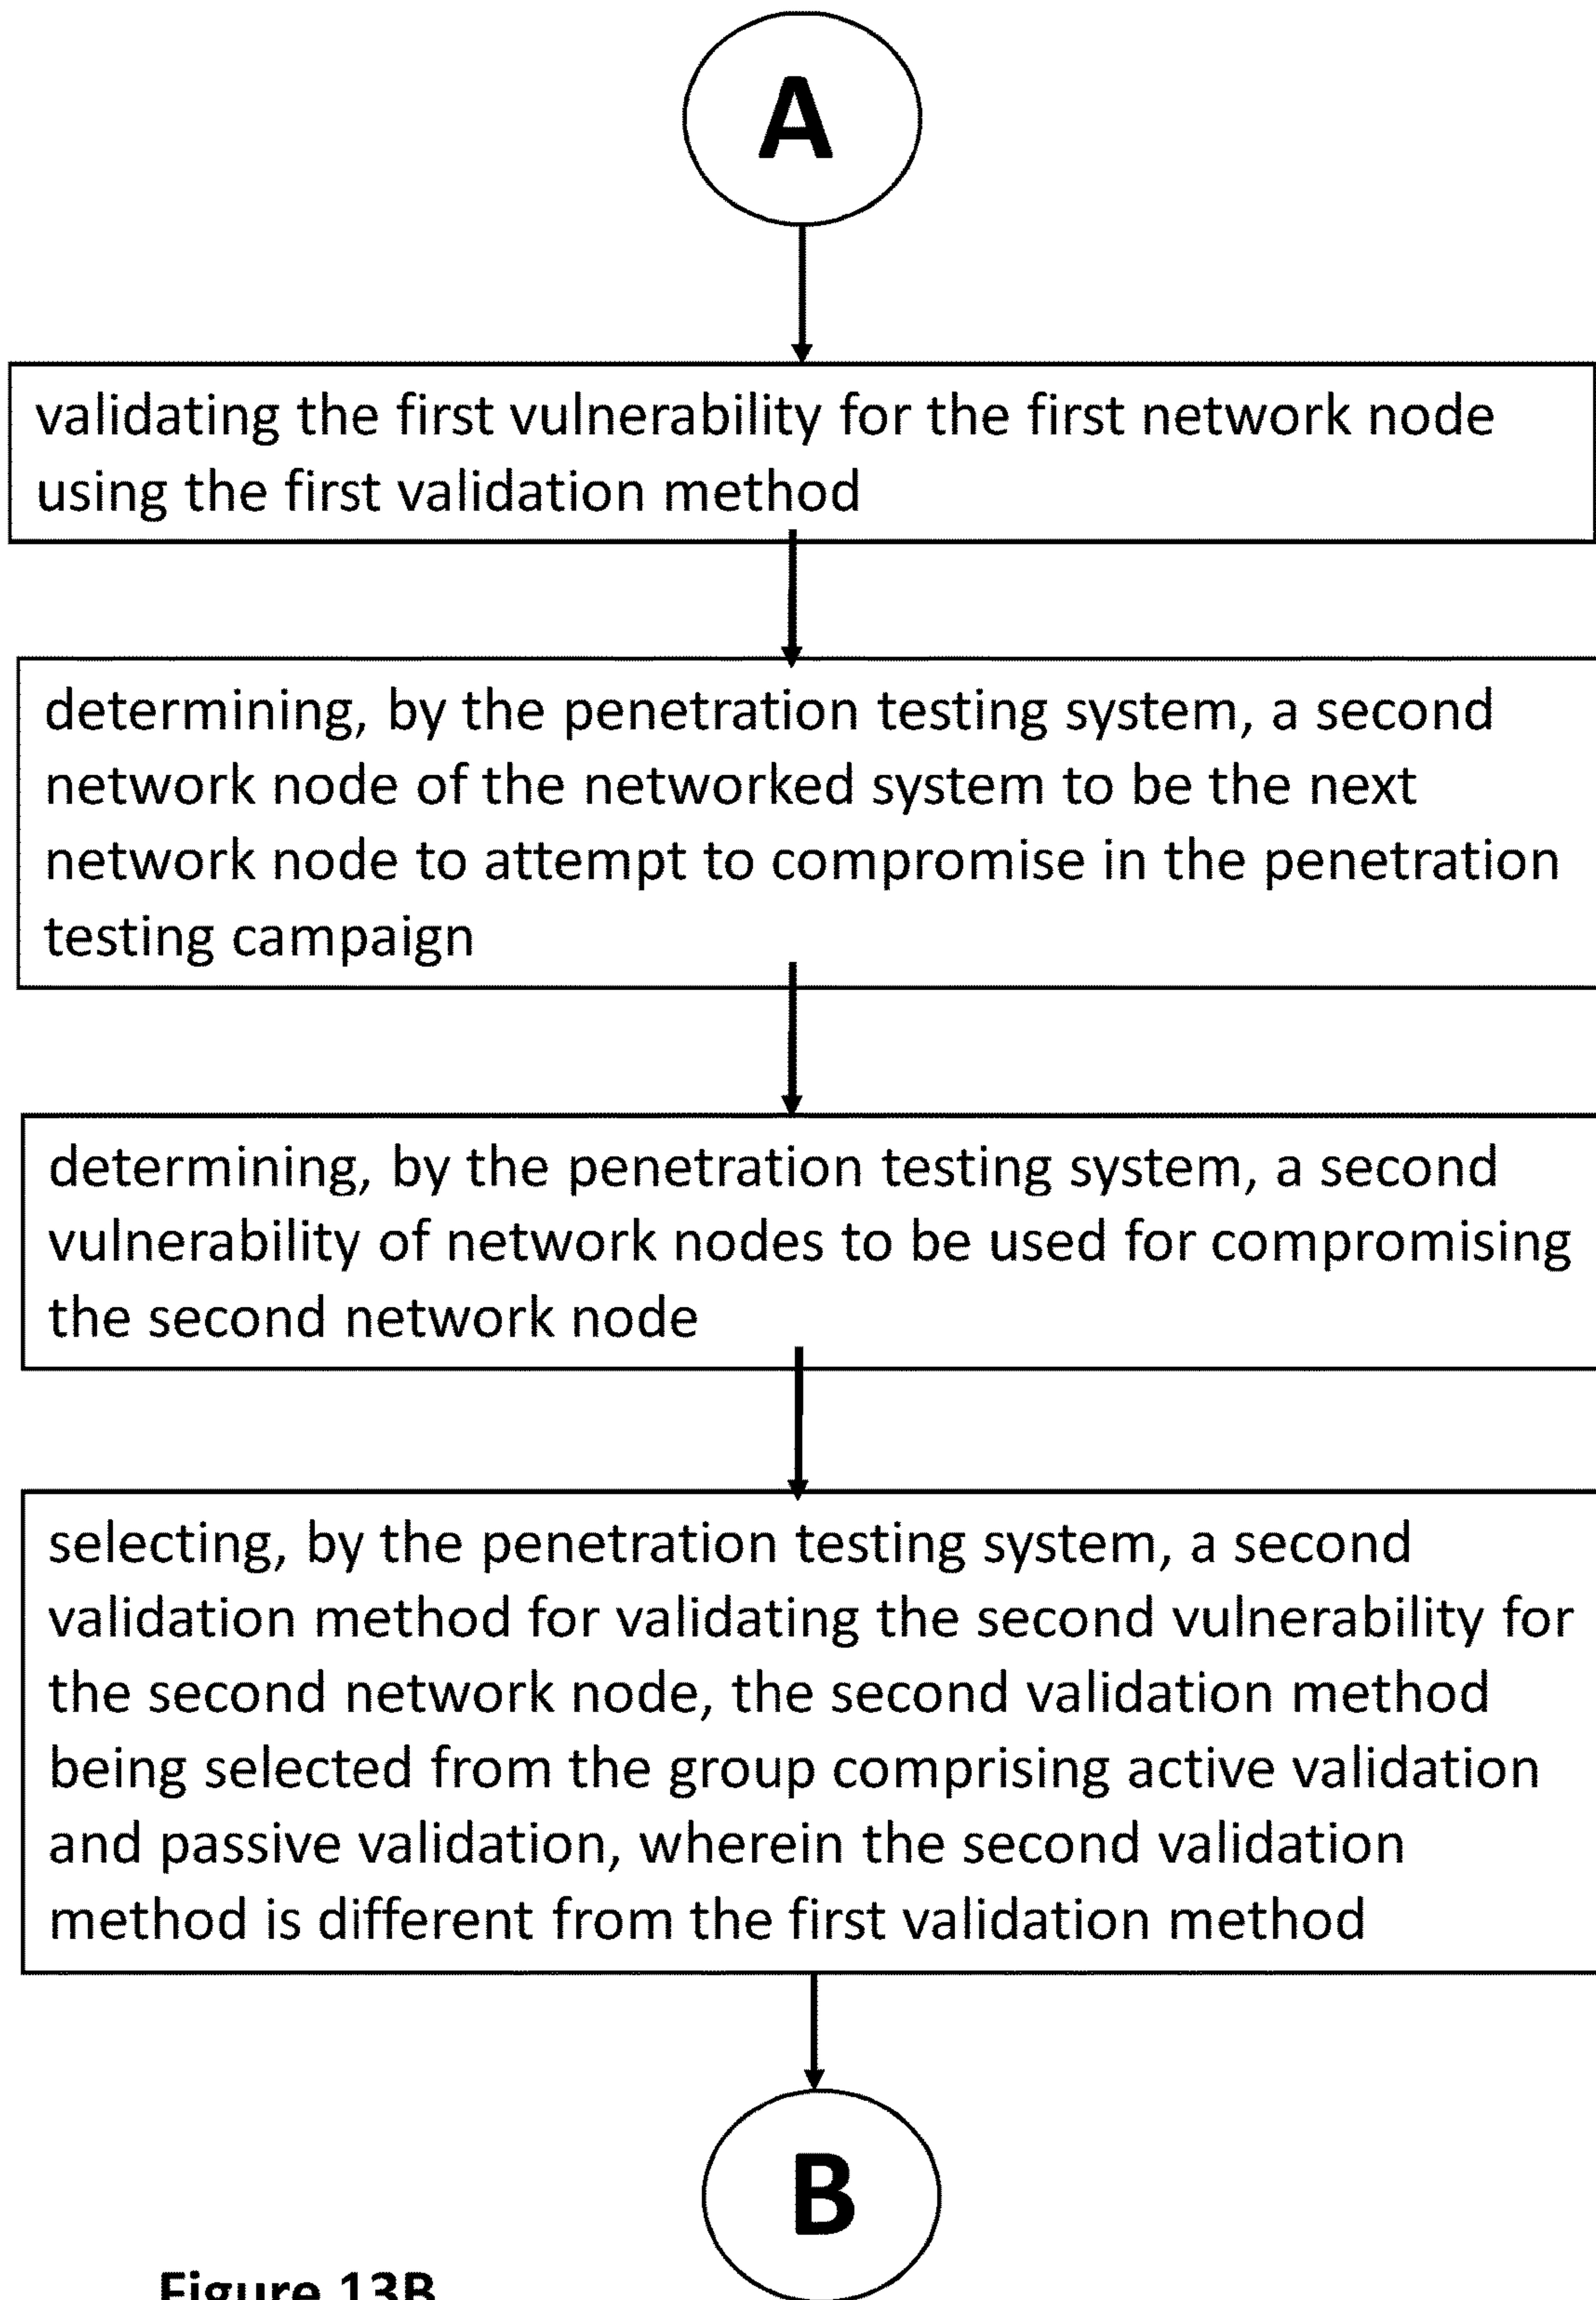 A
validating the first vulnerability for the first network node
using the first validation method
determining, by the penetration testing system, a second
network node of the networked system to be the next
network node to attempt to compromise in the penetration
testing campaign
determining, by the penetration testing system, a second
vulnerability of network nodes to be used for compromising
the second network node
selecting, by the penetration testing system, a second
validation method for validating the second vulnerability for
the second network node, the second validation method
being selected from the group comprising active validation
and passive validation, wherein the second validation
method is different from the first validation method
B
Figure 13B